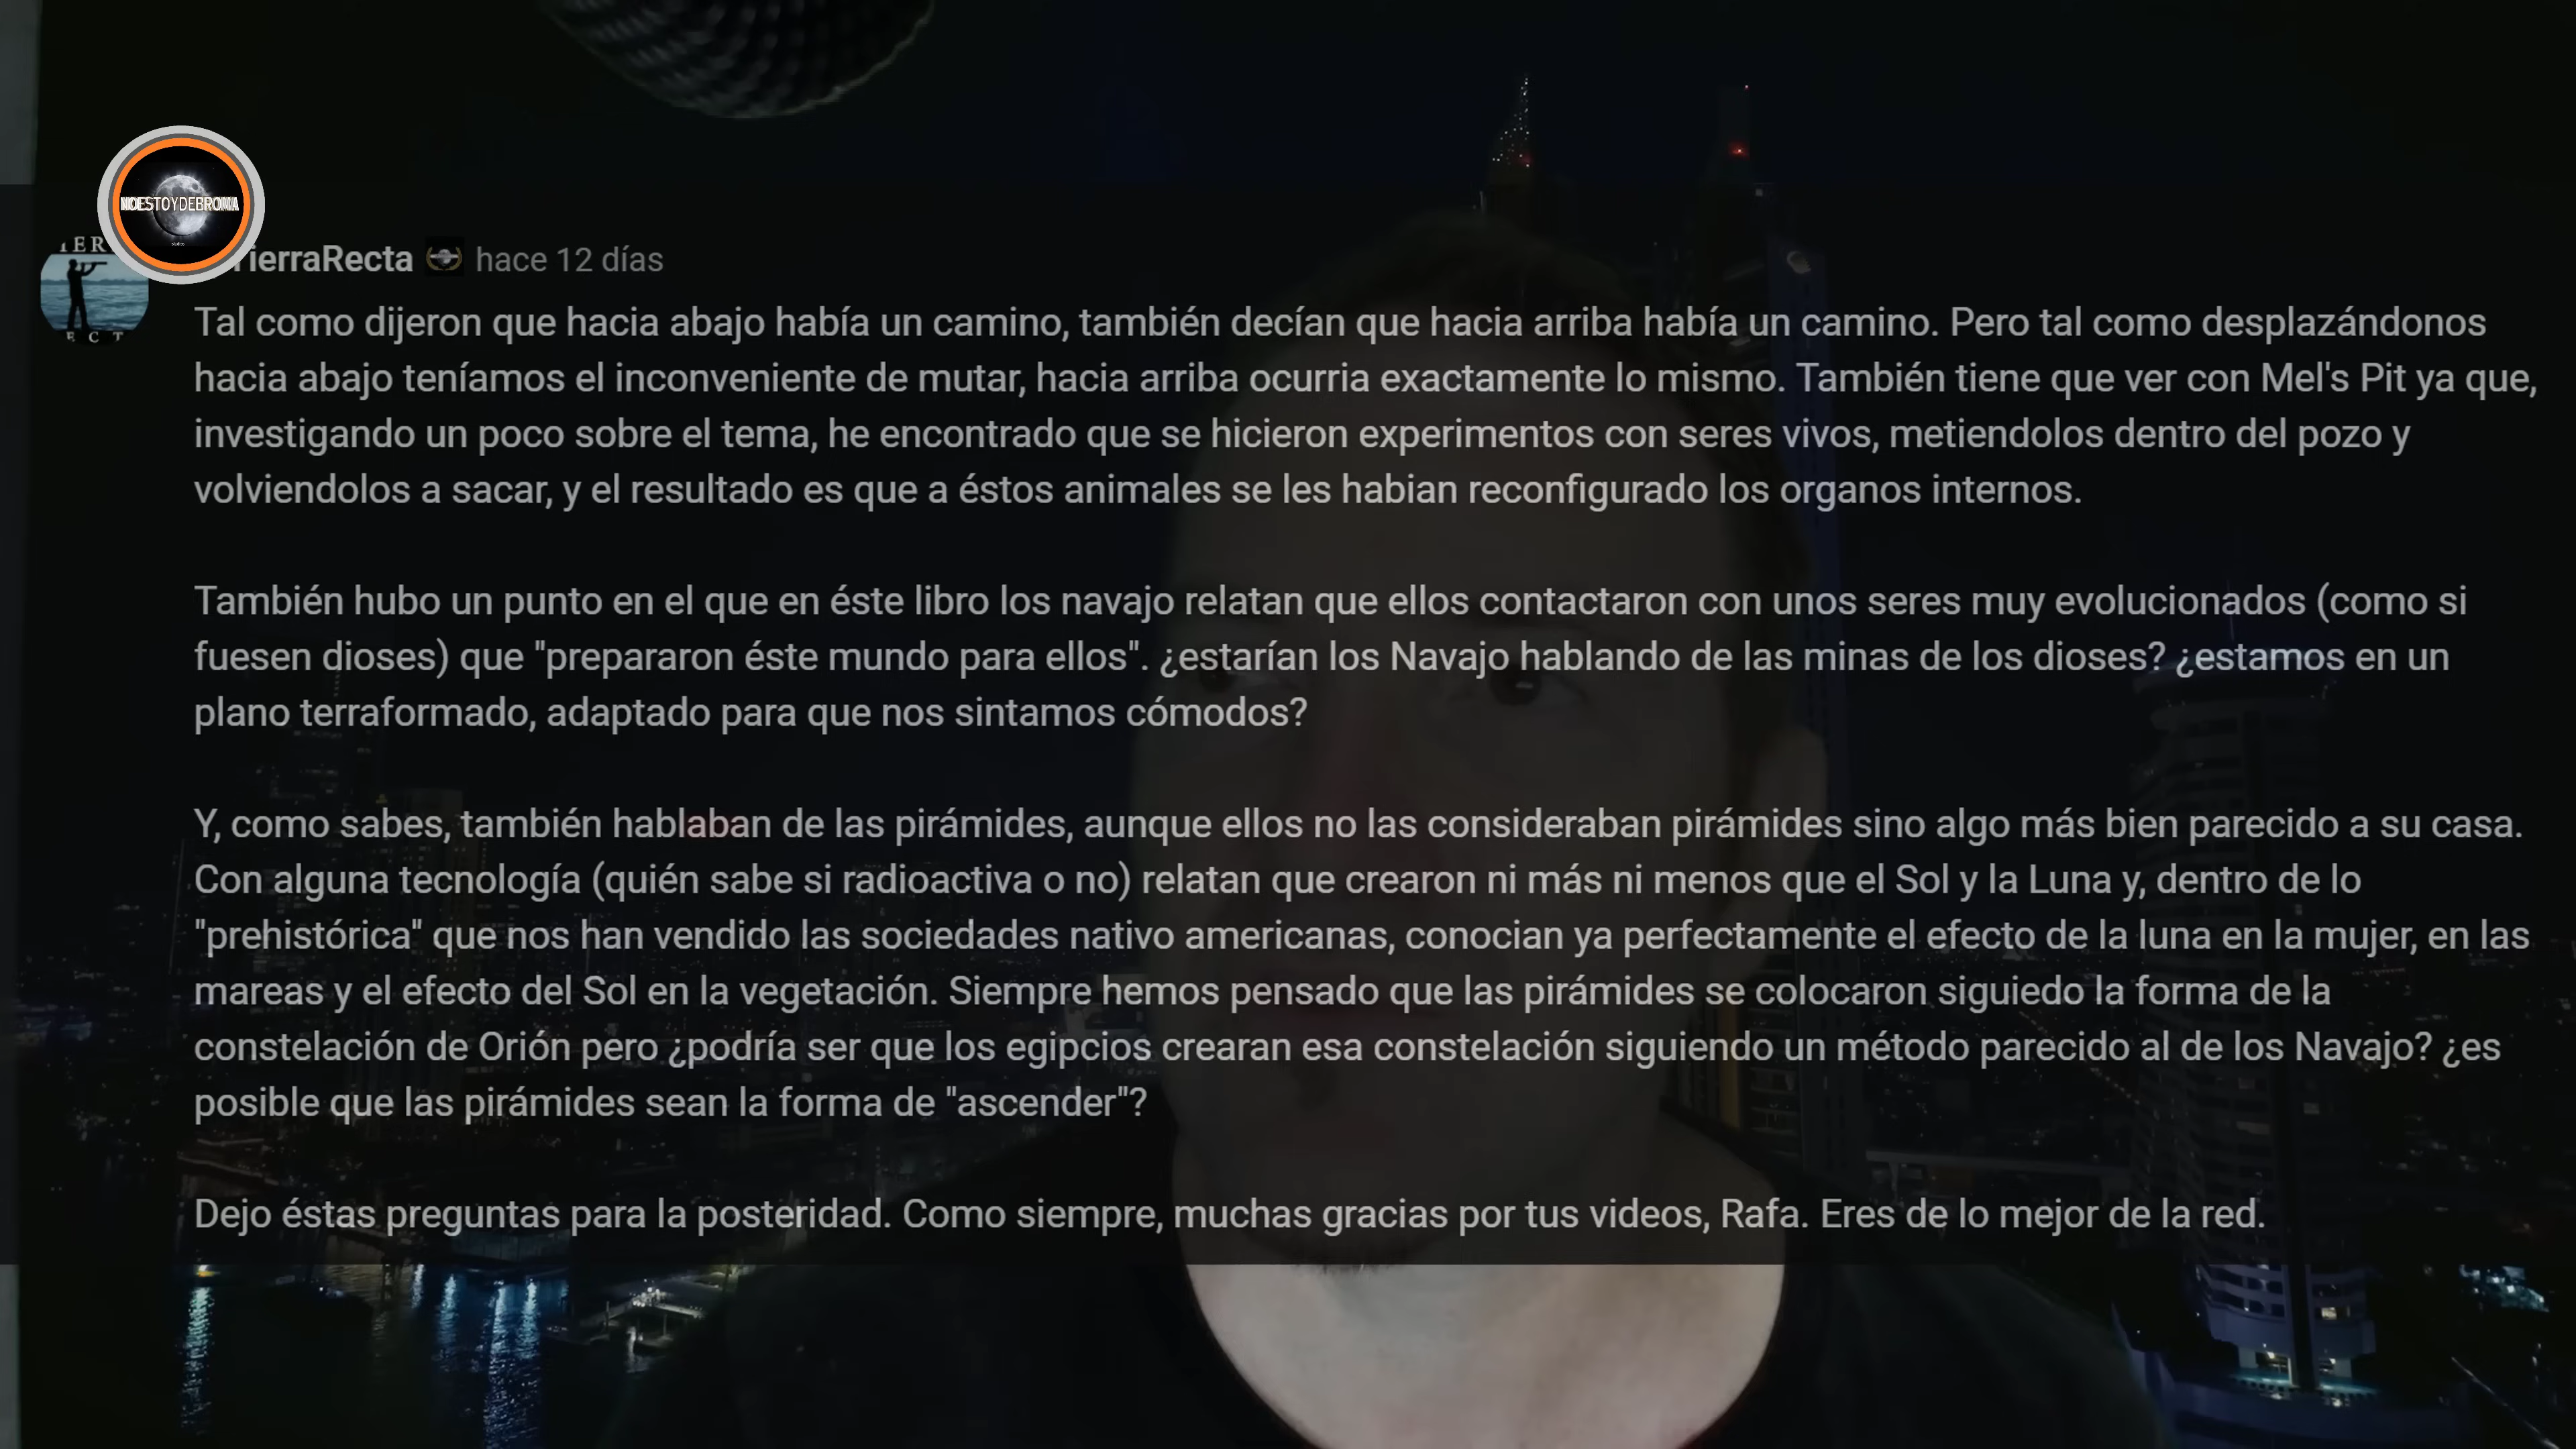 NOESTOYDEBROMA
TierraRecta hace 12 días
Tal como dijeron que hacia abajo había un camino, también decían que hacia arriba había un camino. Pero tal como desplazándonos
hacia abajo teníamos el inconveniente de mutar, hacia arriba ocurria exactamente lo mismo. También tiene que ver con Mel's Pit ya que,
investigando un poco sobre el tema, he encontrado que se hicieron experimentos con seres vivos, metiendolos dentro del pozo y
volviendolos a sacar, y el resultado es que a éstos animales se les habian reconfigurado los organos internos.
También hubo un punto en el que en éste libro los navajo relatan que ellos contactaron con unos seres muy evolucionados (como si
fuesen dioses) que "prepararon éste mundo para ellos". ¿estarían los Navajo hablando de las minas de los dioses? ¿estamos en un
plano terraformado, adaptado para que nos sintamos cómodos?
Y, como sabes, también hablaban de las pirámides, aunque ellos no las consideraban pirámides sino algo más bien parecido a su casa.
Con alguna tecnología (quién sabe si radioactiva o no) relatan que crearon ni más ni menos que el Sol y la Luna y, dentro de lo
"prehistórica" que nos han vendido las sociedades nativo americanas, conocian ya perfectamente el efecto de la luna en la mujer, en las
mareas y el efecto del Sol en la vegetación. Siempre hemos pensado que las pirámides se colocaron siguiedo la forma de la
constelación de Orión pero ¿podría ser que los egipcios crearan esa constelación siguiendo un método parecido al de los Navajo? ¿es
posible que las pirámides sean la forma de "ascender"?
Dejo éstas preguntas para la posteridad. Como siempre, muchas gracias por tus videos, Rafa. Eres de lo mejor de la red.